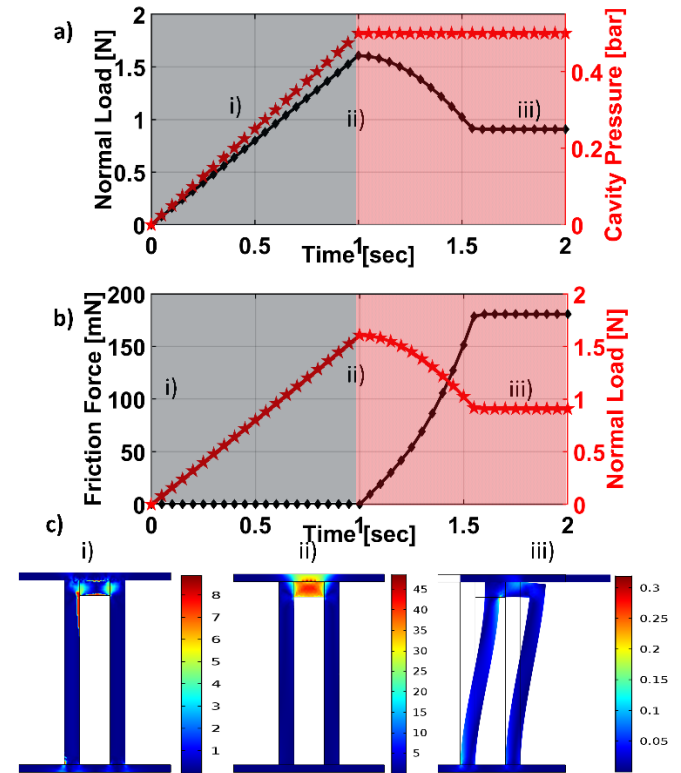 a)
Normal Load [N]
2
1.5
1
0.5
0
i)
ii)
iii)
0.4
0.2
0
Cavity Pressure [bar]
0
0.5
1
1.5
2
Time [sec]
b)
Friction Force [mN]
200
150
100
50
0
i)
ii)
iii)
2
1.5
1
0.5
0
Normal Load [N]
0
0.5
1
1.5
2
Time [sec]
c)
i)
ii)
iii)
8
7
6
5
4
3
2
1
45
40
35
30
25
20
15
10
5
0.3
0.25
0.2
0.15
0.1
0.05